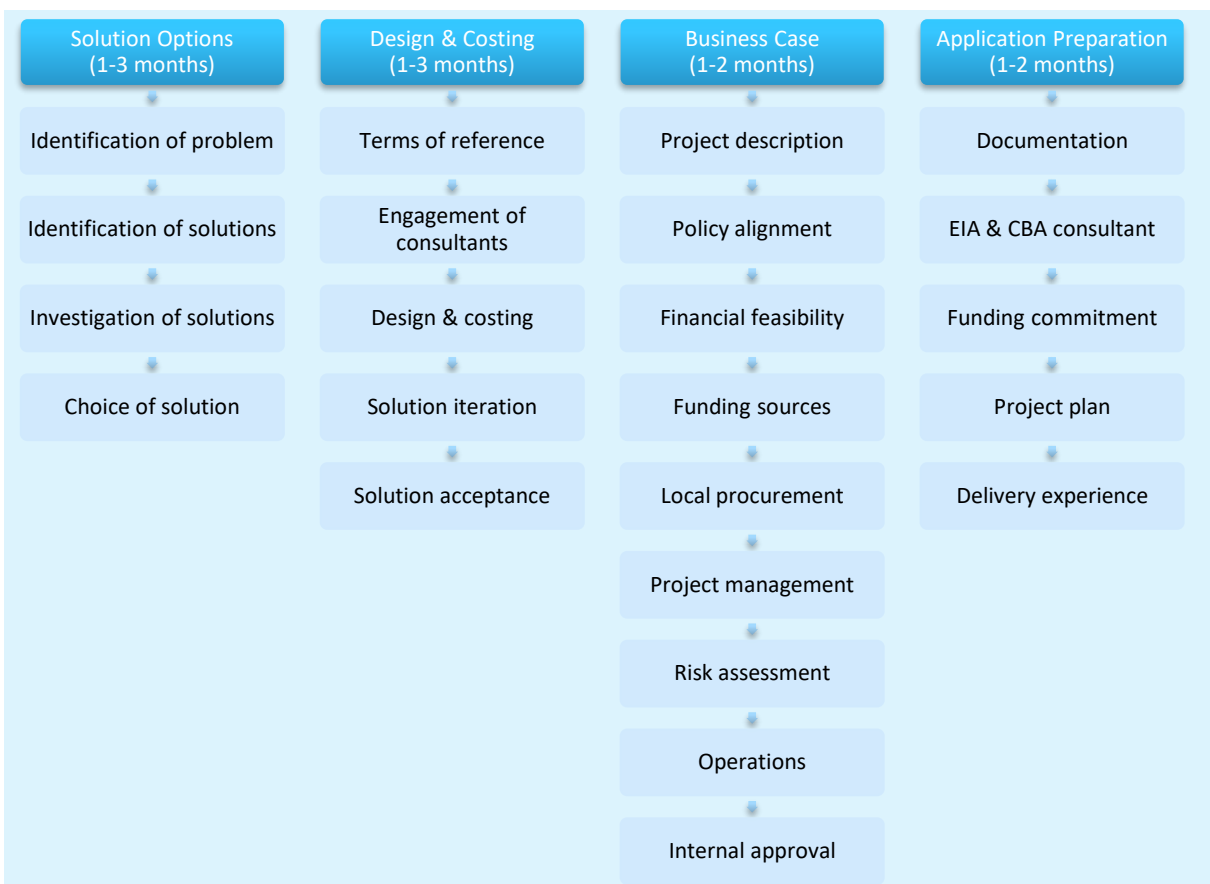 Solution Options
(1-3 months)
Identification of problem
Identification of solutions
Investigation of solutions
Choice of solution
Design & Costing
(1-3 months)
Terms of reference
Engagement of
consultants
Design & costing
Solution iteration
Solution acceptance
Business Case
(1-2 months)
Project description
Policy alignment
Financial feasibility
Funding sources
Local procurement
Project management
Risk assessment
Operations
Internal approval
Application Preparation
(1-2 months)
Documentation
EIA & CBA consultant
Funding commitment
Project plan
Delivery experience